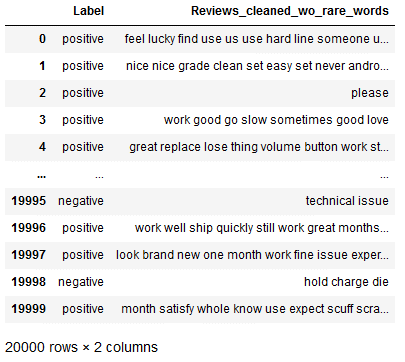 Label Reviews_cleaned_wo_rare_words
0 positive feel lucky find use us use hard line someone u...
1 positive nice nice grade clean set easy set never andro...
2 positive please
3 positive work good go slow sometimes good love
4 positive great replace lose thing volume button work st...
... ... ...
19995 negative technical issue
19996 positive work well ship quickly still work great months...
19997 positive look brand new one month work fine issue exper...
19998 negative hold charge die
19999 positive month satisfy whole know use expect scuff scra...
20000 rows × 2 columns